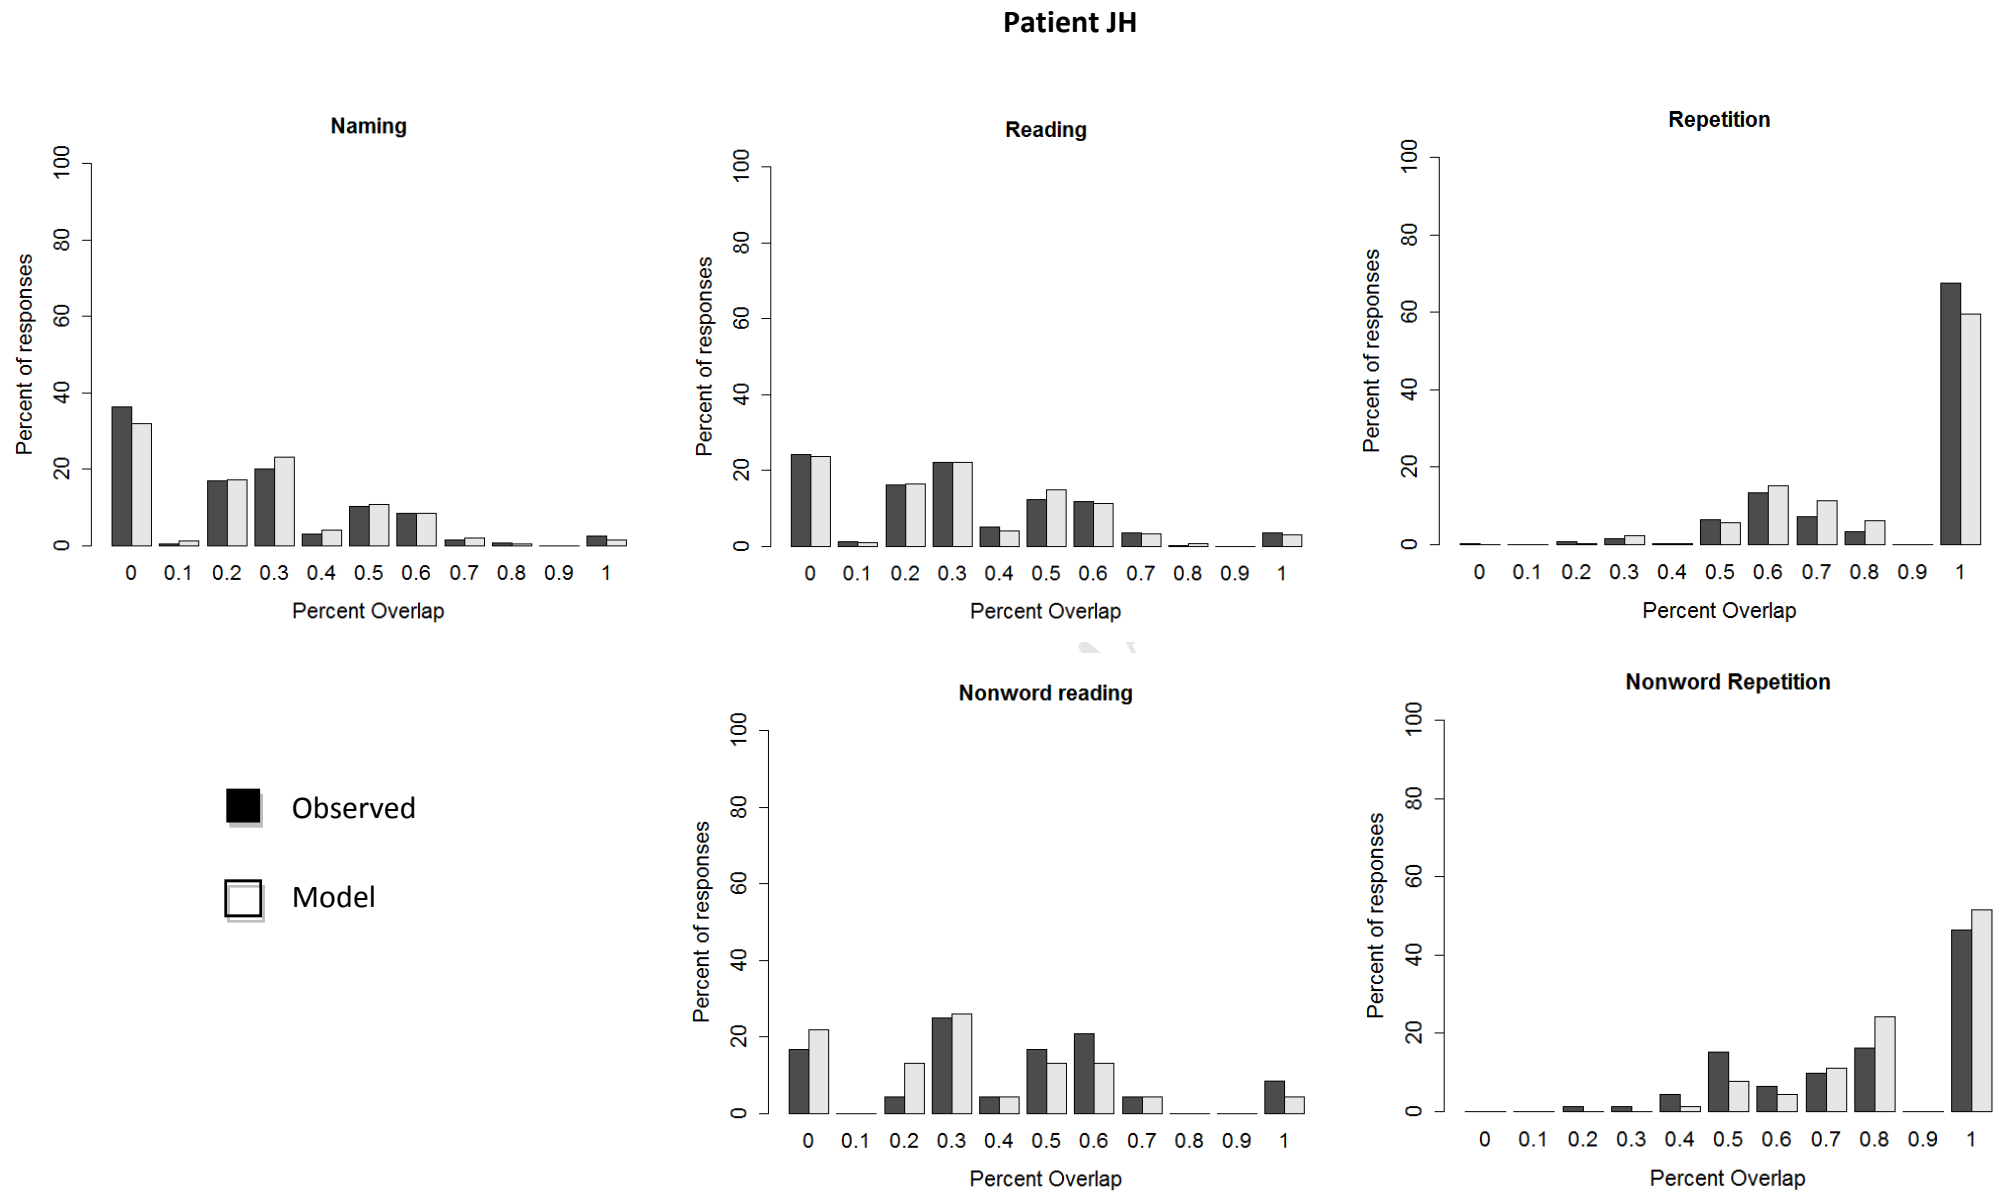 Patient JH
Naming
Percent of responses
0 20 40 60 80 100
0 0.1 0.2 0.3 0.4 0.5 0.6 0.7 0.8 0.9 1
Percent Overlap
Reading
Percent of responses
0 20 40 60 80 100
0 0.1 0.2 0.3 0.4 0.5 0.6 0.7 0.8 0.9 1
Percent Overlap
Repetition
Percent of responses
0 20 40 60 80 100
0 0.1 0.2 0.3 0.4 0.5 0.6 0.7 0.8 0.9 1
Percent Overlap
Observed
Model
Nonword reading
Percent of responses
0 20 40 60 80 100
0 0.1 0.2 0.3 0.4 0.5 0.6 0.7 0.8 0.9 1
Percent Overlap
Nonword Repetition
Percent of responses
0 20 40 60 80 100
0 0.1 0.2 0.3 0.4 0.5 0.6 0.7 0.8 0.9 1
Percent Overlap